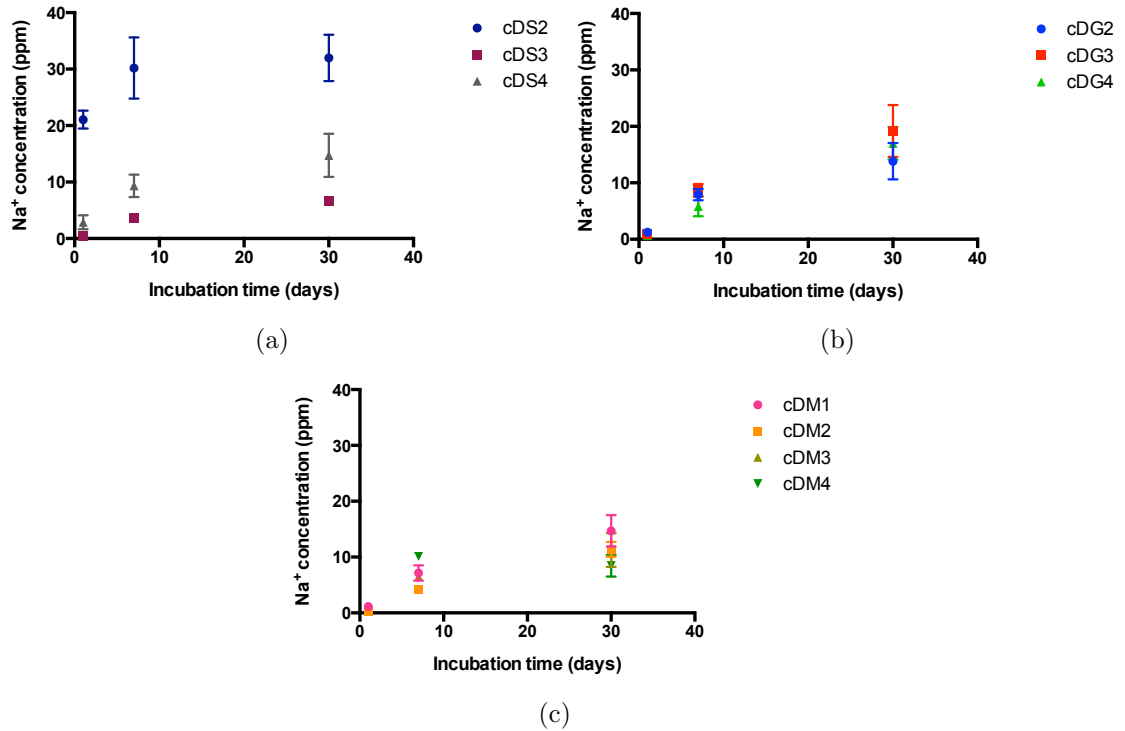 40
30
20
10
0
Na⁺ concentration (ppm)
0 10 20 30 40
Incubation time (days)
cDS2
cDS3
cDS4
(a)
40
30
20
10
0
Na⁺ concentration (ppm)
0 10 20 30 40
Incubation time (days)
cDG2
cDG3
cDG4
(b)
40
30
20
10
0
Na⁺ concentration (ppm)
0 10 20 30 40
Incubation time (days)
cDM1
cDM2
cDM3
cDM4
(c)